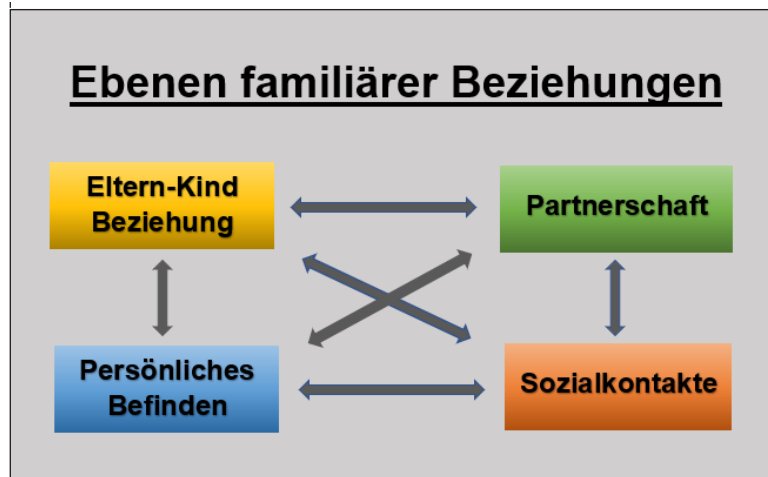 Ebenen familiärer Beziehungen
Eltern-Kind
Beziehung
Partnerschaft
Persönliches
Befinden
Sozialkontakte